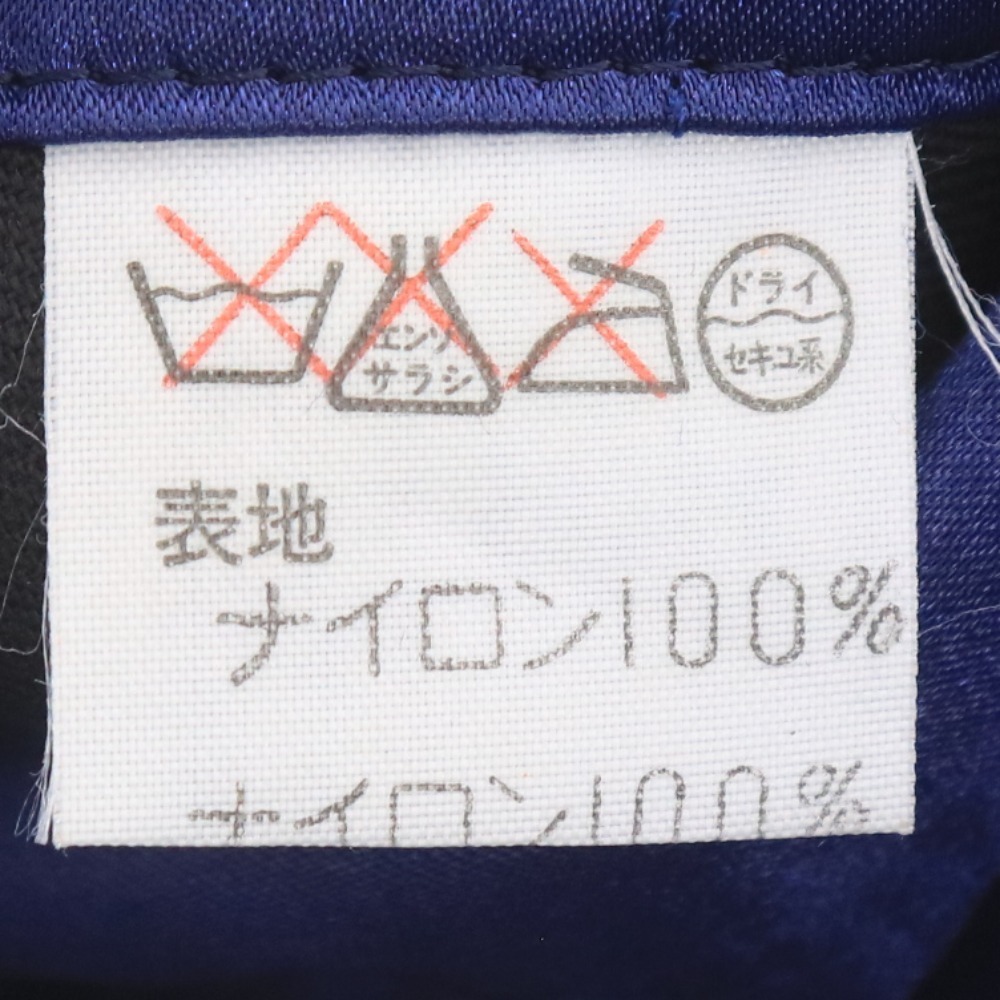 エンソ
サラシ
ドライ
セキユ系
表地
ナイロン100%
ナイロン100%